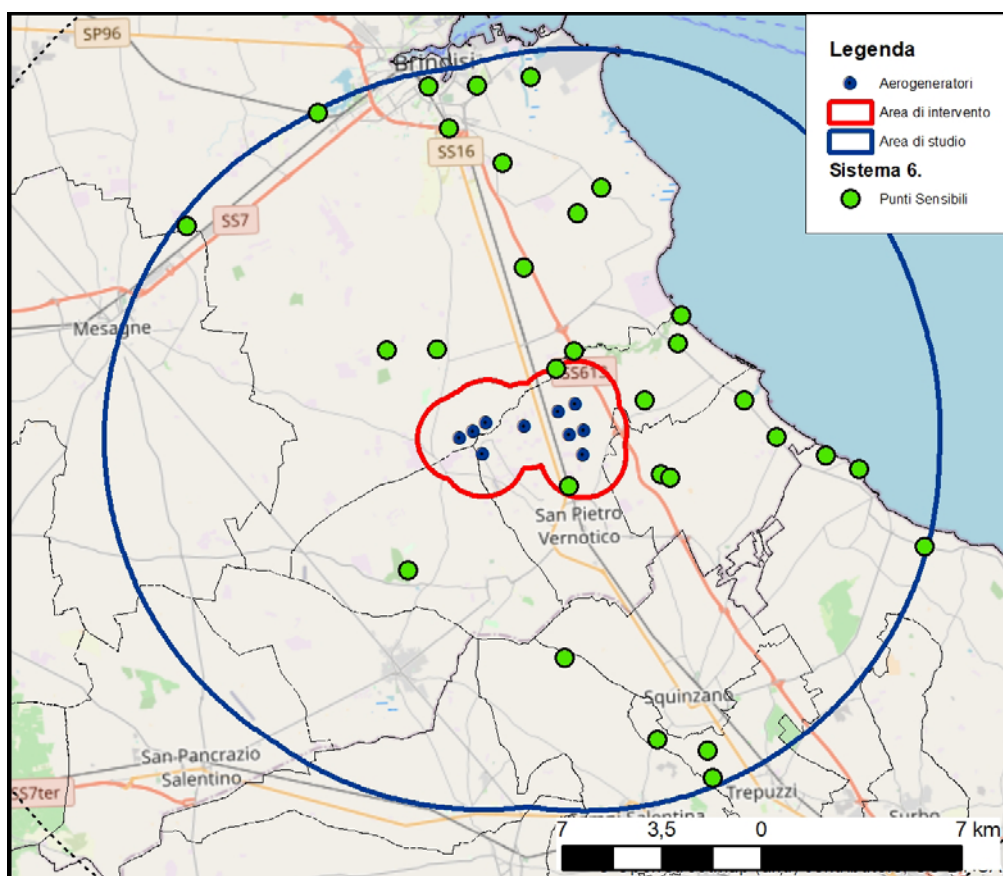 SP96
Brindisi
SS16
SS7
Mesagne
SS613
San Pietro
Vernotico
Squinzano
San Pancrazio
Salentino
SS7ter
Trepuzzi
Surbo
Legenda
Aerogeneratori
Area di intervento
Area di studio
Sistema 6.
Punti Sensibili
7 3,5 0 7 km